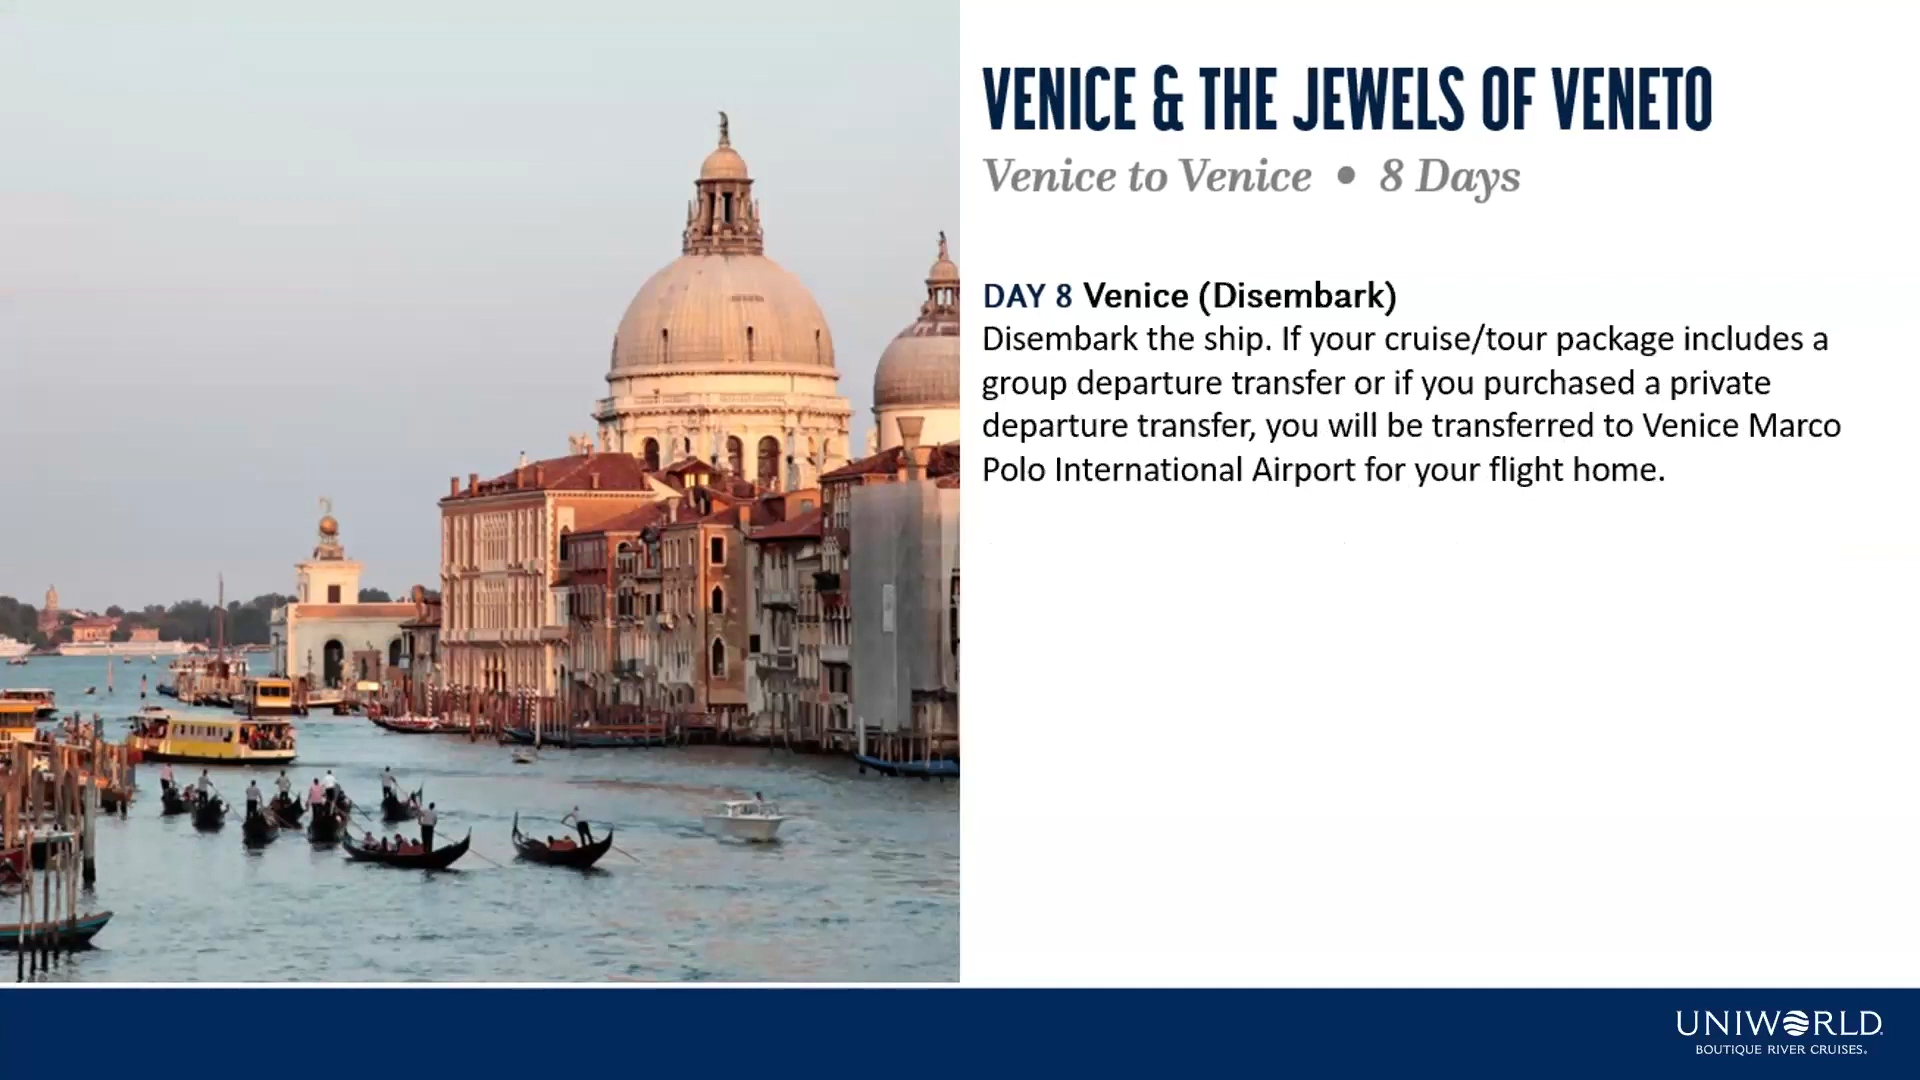 VENICE & THE JEWELS OF VENETO
Venice to Venice • 8 Days
DAY 8 Venice (Disembark)
Disembark the ship. If your cruise/tour package includes a
group departure transfer or if you purchased a private
departure transfer, you will be transferred to Venice Marco
Polo International Airport for your flight home.
UNIWORLD
BOUTIQUE RIVER CRUISES.